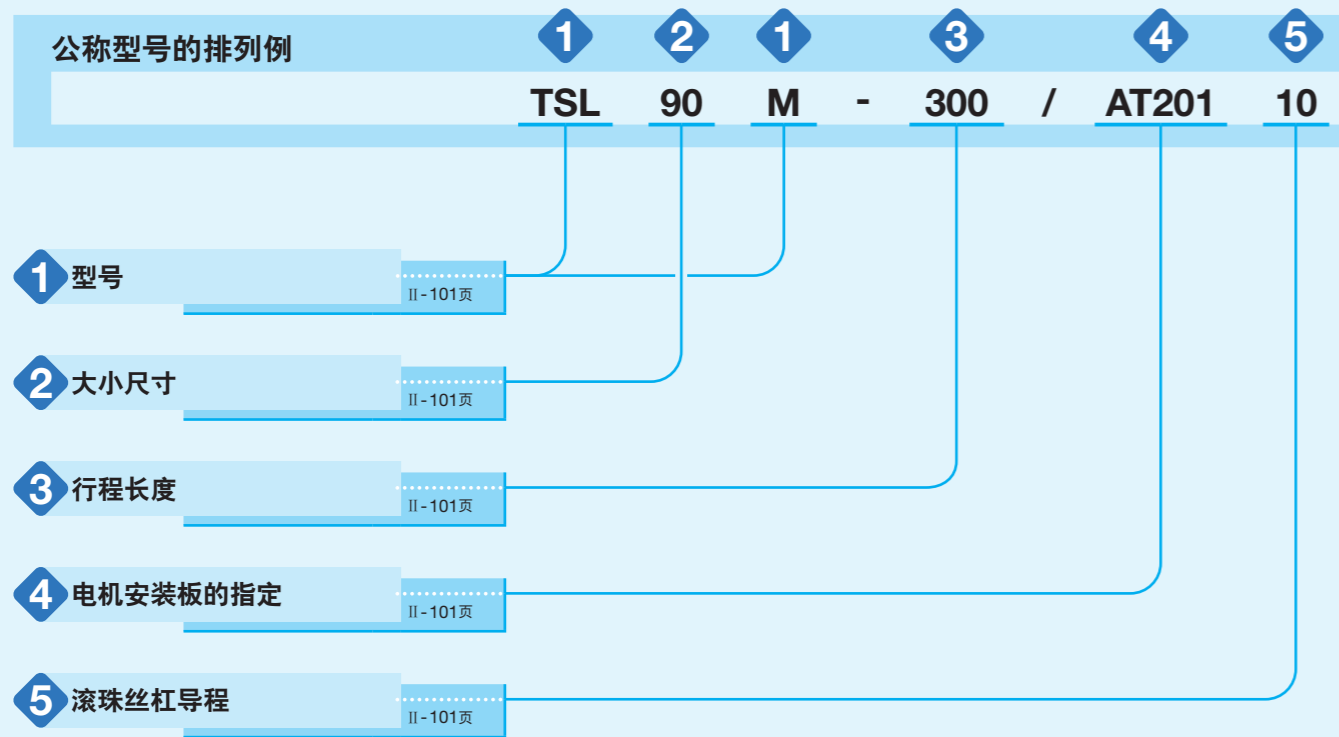 公称型号的排列例
1 2 1 3 4 5
TSL 90 M - 300 / AT201 10
1 型号
Ⅱ-101页
2 大小尺寸
Ⅱ-101页
3 行程长度
Ⅱ-101页
4 电机安装板的指定
Ⅱ-101页
5 滚珠丝杠导程
Ⅱ-101页